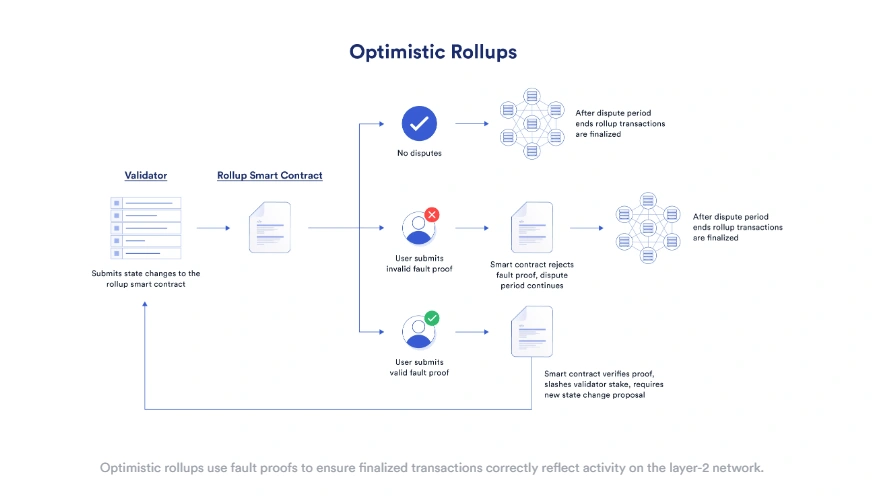 Optimistic Rollups
Validator
Submits state changes to the
rollup smart contract
Rollup Smart Contract
No disputes
After dispute period
ends rollup transactions
are finalized
User submits
invalid fault proof
Smart contract rejects
fault proof, dispute
period continues
After dispute period
ends rollup transactions
are finalized
User submits
valid fault proof
Smart contract verifies proof,
slashes validator stake, requires
new state change proposal
Optimistic rollups use fault proofs to ensure finalized transactions correctly reflect activity on the layer-2 network.